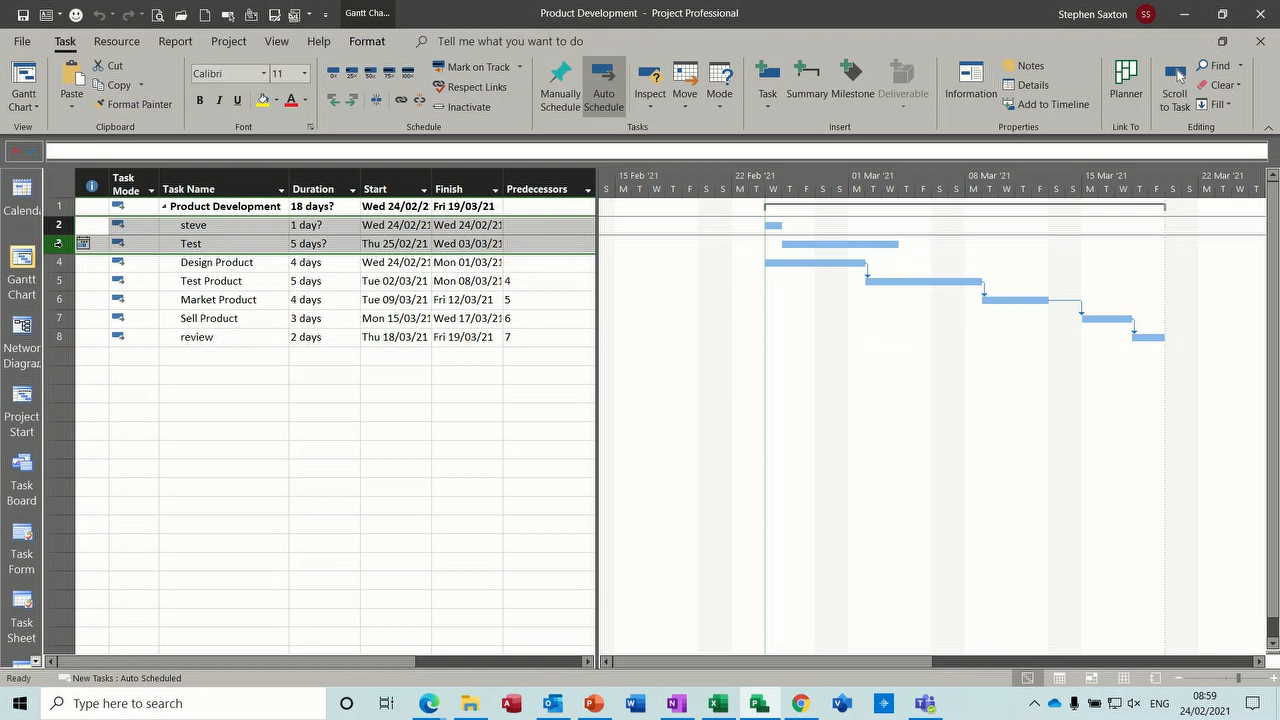 Gantt Cha...
Product Development - Project Professional
Stephen Saxton
SS
File
Task
Resource
Report
Project
View
Help
Format
Tell me what you want to do
Gantt Chart
View
Paste
Cut
Copy
Format Painter
Clipboard
Calibri
11
B I U
A
Font
0% 25% 50% 75% 100%
Mark on Track
Respect Links
Inactivate
Schedule
Manually Schedule
Auto Schedule
Inspect
Move
Mode
Tasks
Task
Summary
Milestone
Deliverable
Insert
Information
Notes
Details
Add to Timeline
Properties
Planner
Link To
Scroll to Task
Find
Clear
Fill
Editing
Task Mode
Task Name
Duration
Start
Finish
Predecessors
1 Product Development 18 days? Wed 24/02/2 Fri 19/03/21
2 steve 1 day? Wed 24/02/21 Wed 24/02/21
3 Test 5 days? Thu 25/02/21 Wed 03/03/21
4 Design Product 4 days Wed 24/02/21 Mon 01/03/21
5 Test Product 5 days Tue 02/03/21 Mon 08/03/21 4
6 Market Product 4 days Tue 09/03/21 Fri 12/03/21 5
7 Sell Product 3 days Mon 15/03/21 Wed 17/03/21 6
8 review 2 days Thu 18/03/21 Fri 19/03/21 7
15 Feb '21
22 Feb '21
01 Mar '21
08 Mar '21
15 Mar '21
22 Mar '21
S M T W T F S S M T W T F S S M T W T F S S M T W T F S S M T W T F S S M T W T
Calenda
Gantt Chart
Network Diagram
Project Start
Task Board
Task Form
Task Sheet
Ready
New Tasks : Auto Scheduled
Type here to search
ENG
08:59
24/02/2021